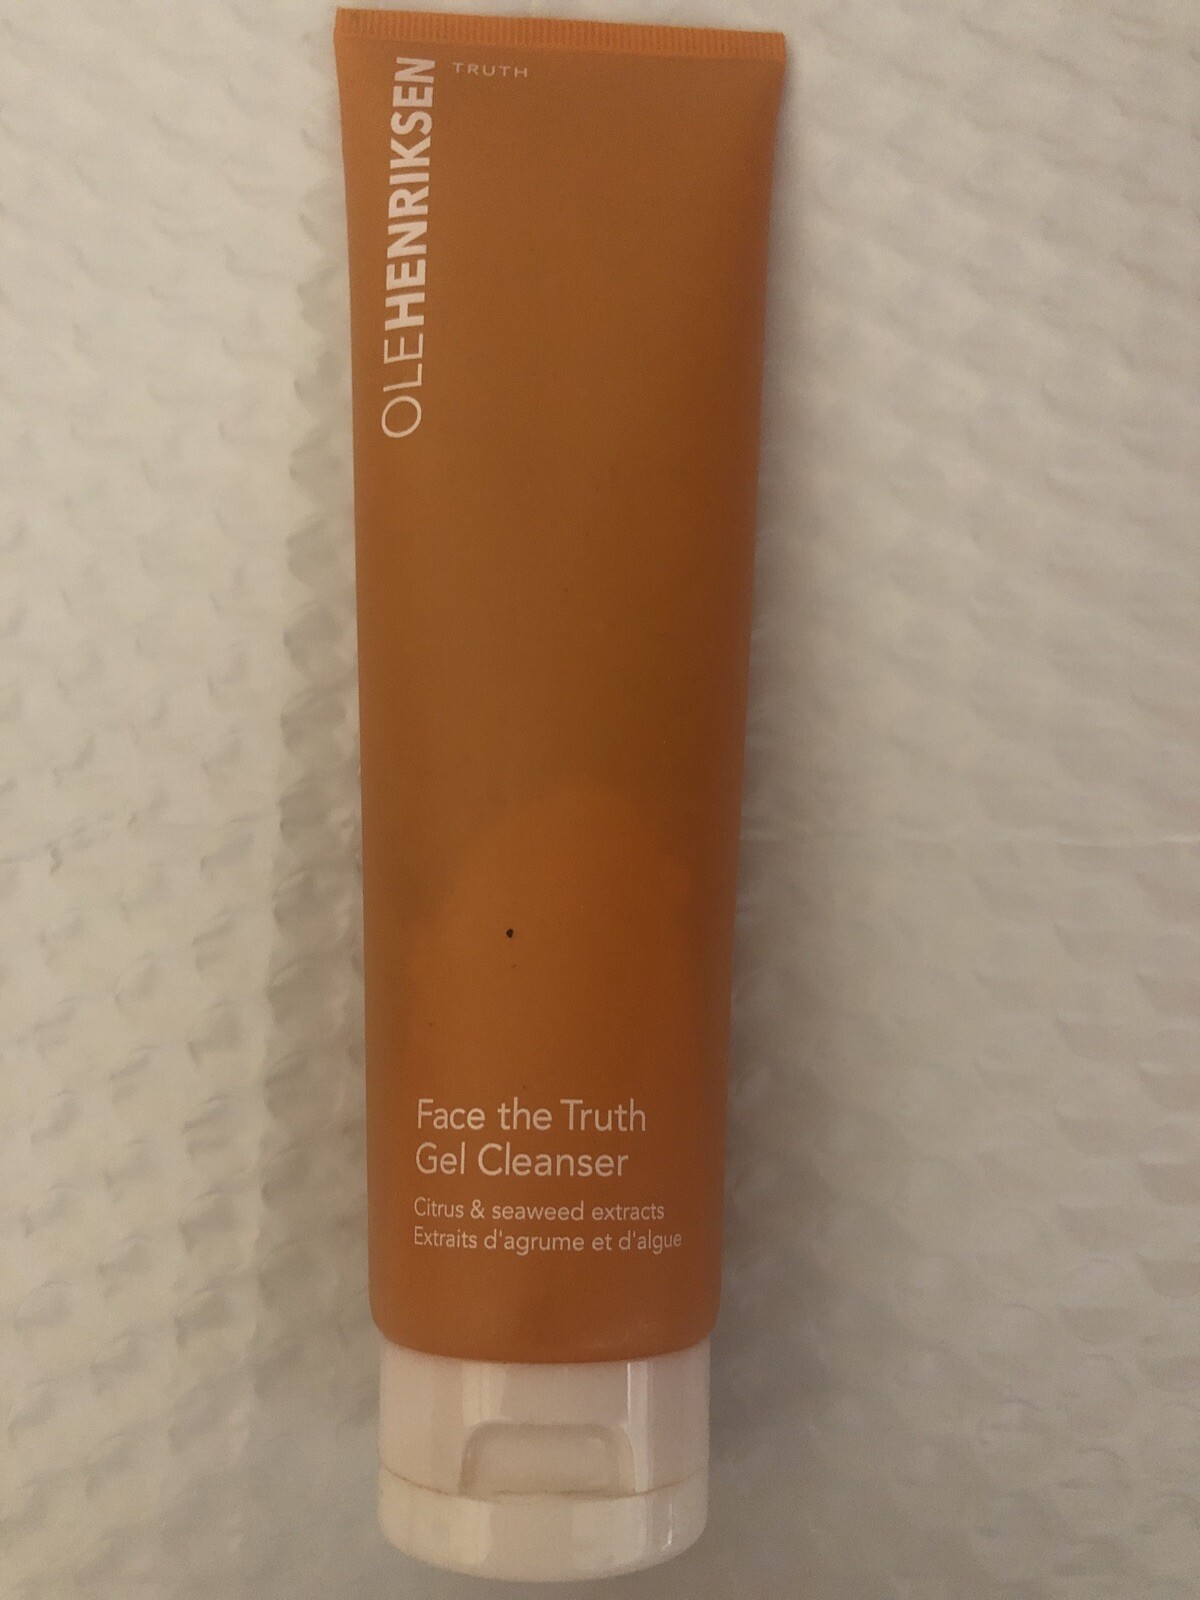 OLEHENRIKSEN
TRUTH
Face the Truth
Gel Cleanser
Citrus & seaweed extracts
Extraits d'agrume et d'algue